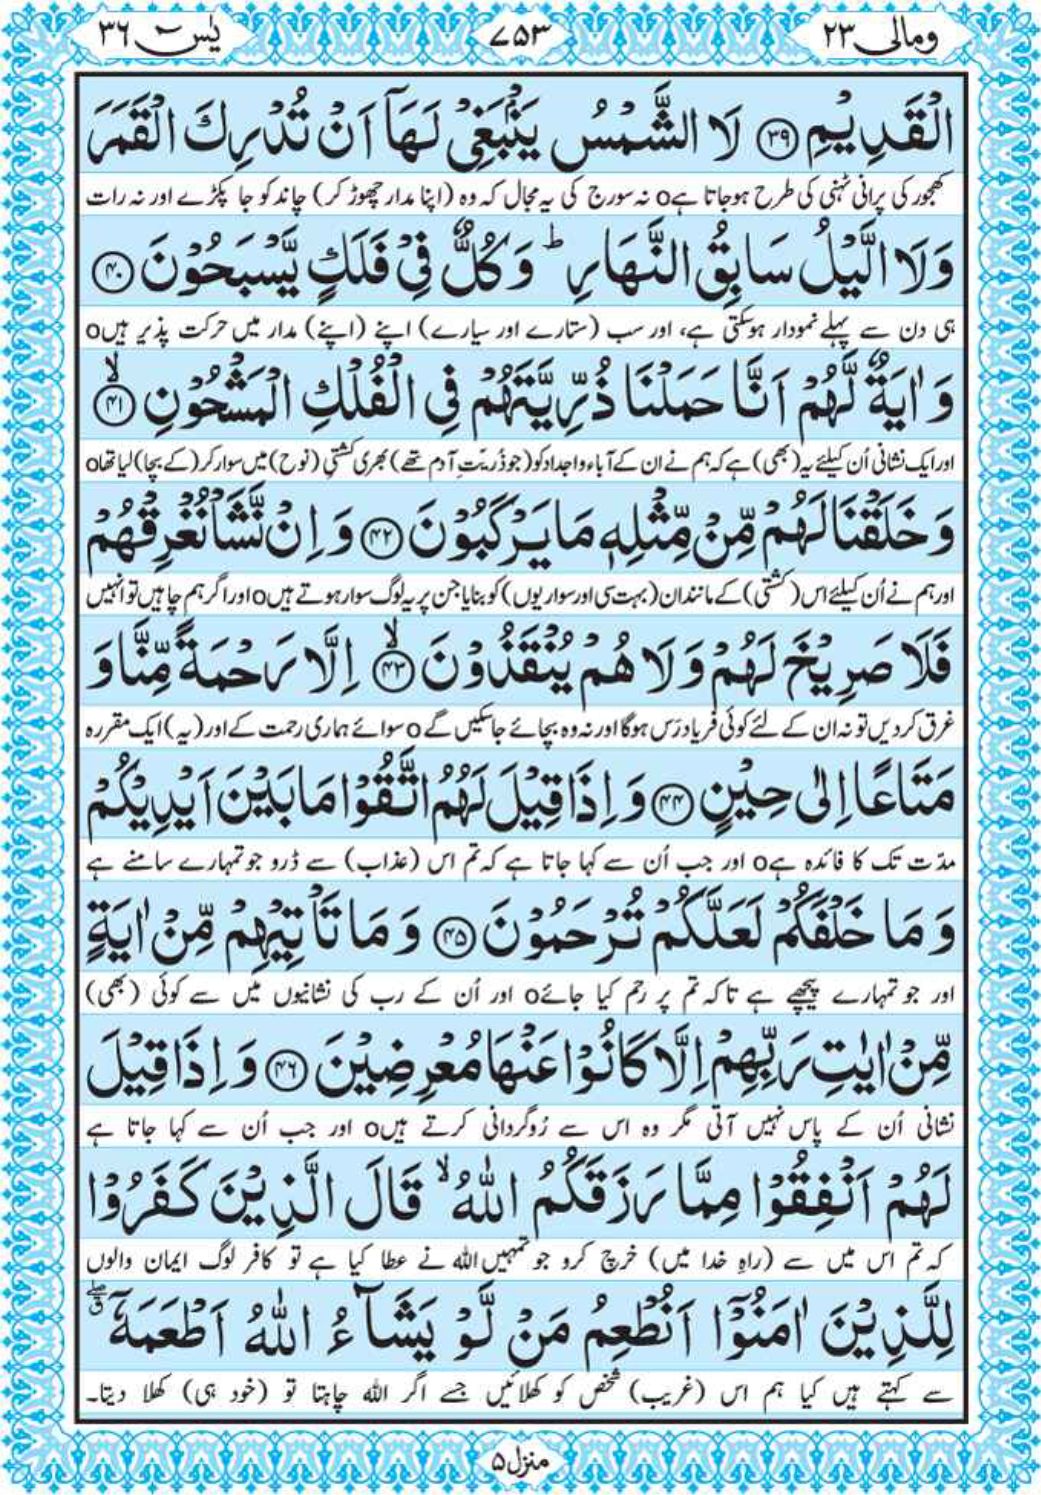 ومالی ۲۳
۷۵۳
یٰس ۳۶
الْقَدِیْمِ ﴿۳۹﴾ لَا الشَّمْسُ یَنْۢبَغِیْ لَهَاۤ اَنْ تُدْرِكَ الْقَمَرَ
کھجور کی پرانی ٹہنی کی طرح ہوجاتا ہےo نہ سورج کی یہ مجال کہ وہ (اپنا مدار چھوڑ کر) چاند کو جا پکڑے اور نہ رات
وَلَا الَّیْلُ سَابِقُ النَّهَارِ ؕ وَكُلٌّ فِیْ فَلَكٍ یَّسْبَحُوْنَ ﴿۴۰﴾
ہی دن سے پہلے نمودار ہوسکتی ہے، اور سب (ستارے اور سیارے) اپنے (اپنے) مدار میں حرکت پذیر ہیںo
وَ اٰیَةٌ لَّهُمْ اَنَّا حَمَلْنَا ذُرِّیَّتَهُمْ فِی الْفُلْكِ الْمَشْحُوْنِ ﴿ۙ۴۱﴾
اور ایک نشانی اُن کیلئے یہ (بھی) ہے کہ ہم نے ان کے آباء و اجداد کو (جو ذُریّت آدم تھے) بھری کشتیِ (نوح) میں سوار کر (کے بچا) لیا تھاo
وَ خَلَقْنَا لَهُمْ مِّنْ مِّثْلِهٖ مَا یَرْكَبُوْنَ ﴿۴۲﴾ وَ اِنْ نَّشَاْ نُغْرِقْهُمْ
اور ہم نے اُن کیلئے اس (کشتی) کے مانند ان (بہت سی اور سواریوں) کو بنایا جن پر یہ لوگ سوار ہوتے ہیںo اور اگر ہم چاہیں تو انہیں
فَلَا صَرِیْخَ لَهُمْ وَ لَا هُمْ یُنْقَذُوْنَ ﴿ۙ۴۳﴾ اِلَّا رَحْمَةً مِّنَّا وَ
غرق کردیں تو نہ ان کے لئے کوئی فریاد رَس ہوگا اور نہ وہ بچائے جاسکیں گےo سوائے ہماری رحمت کے اور (یہ) ایک مقررہ
مَتَاعًا اِلٰى حِیْنٍ ﴿۴۴﴾ وَ اِذَا قِیْلَ لَهُمُ اتَّقُوْا مَا بَیْنَ اَیْدِیْكُمْ
مدّت تک کا فائدہ ہےo اور جب اُن سے کہا جاتا ہے کہ تم اس (عذاب) سے ڈرو جو تمہارے سامنے ہے
وَ مَا خَلْفَكُمْ لَعَلَّكُمْ تُرْحَمُوْنَ ﴿۴۵﴾ وَ مَا تَاْتِیْهِمْ مِّنْ اٰیَةٍ
اور جو تمہارے پیچھے ہے تاکہ تم پر رحم کیا جائےo اور اُن کے رب کی نشانیوں میں سے کوئی (بھی)
مِّنْ اٰیٰتِ رَبِّهِمْ اِلَّا كَانُوْا عَنْهَا مُعْرِضِیْنَ ﴿۴۶﴾ وَ اِذَا قِیْلَ
نشانی اُن کے پاس نہیں آتی مگر وہ اس سے رُوگردانی کرتے ہیںo اور جب اُن سے کہا جاتا ہے
لَهُمْ اَنْفِقُوْا مِمَّا رَزَقَكُمُ اللّٰهُ ۙ قَالَ الَّذِیْنَ كَفَرُوْا
کہ تم اس میں سے (راہِ خدا میں) خرچ کرو جو تمہیں اللہ نے عطا کیا ہے تو کافر لوگ ایمان والوں
لِلَّذِیْنَ اٰمَنُوْۤا اَنُطْعِمُ مَنْ لَّوْ یَشَآءُ اللّٰهُ اَطْعَمَهٗۤ ۖۗ
سے کہتے ہیں کیا ہم اس (غریب) شخص کو کھلائیں جسے اگر اللہ چاہتا تو (خود ہی) کھلا دیتا۔
منزل ۵